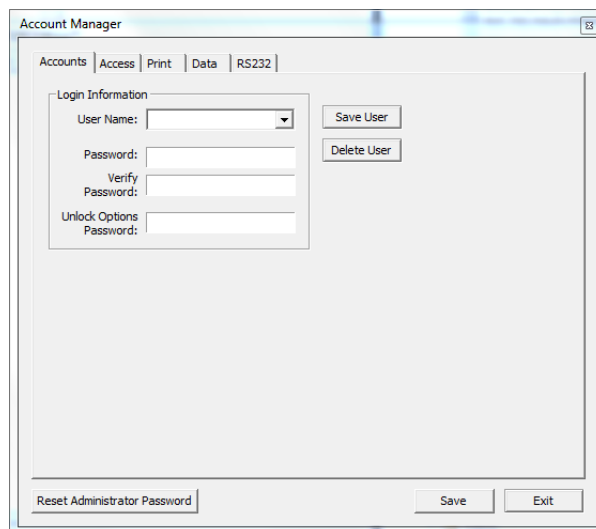 Account Manager
Accounts Access Print Data RS232
Login Information
User Name:
Save User
Password:
Delete User
Verify
Password:
Unlock Options
Password:
Reset Administrator Password
Save
Exit